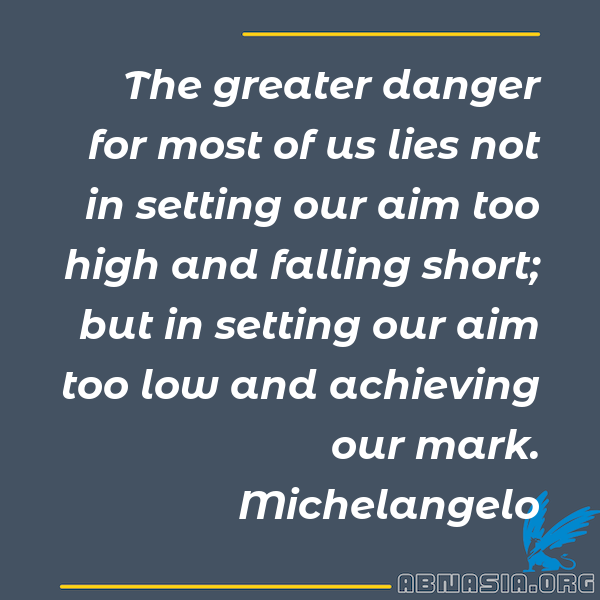 The greater danger
for most of us lies not
in setting our aim too
high and falling short;
but in setting our aim
too low and achieving
our mark.
Michelangelo
ABNASIA.ORG